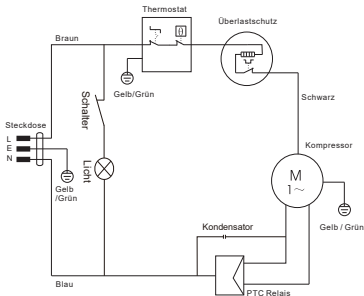 Thermostat
Überlastschutz
Braun
Gelb/Grün
Schwarz
Schalter
Steckdose
L
E
N
Kompressor
M
1~
Licht
Gelb
/Grün
Kondensator
Gelb / Grün
Blau
PTC Relais